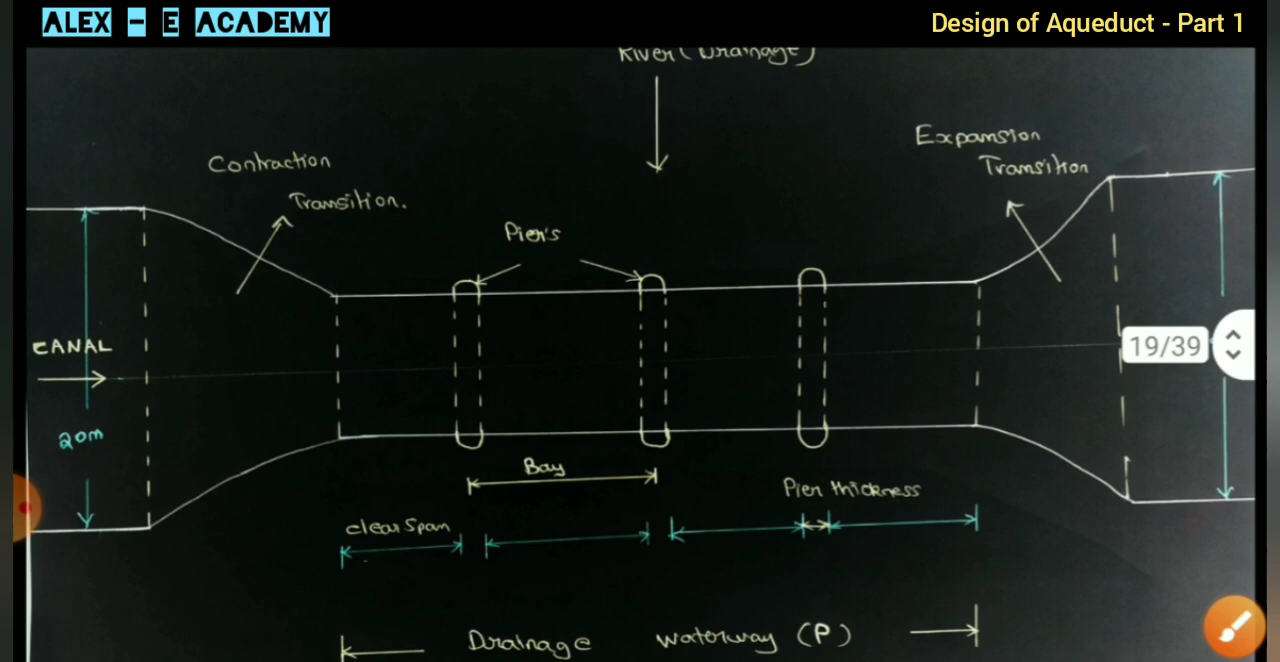 ALEX - E ACADEMY
Design of Aqueduct - Part 1
River (Drainage)
Contraction
Transition.
Expansion
Transition
Pier's
CANAL
20m
19/39
Bay
Pier thickness
clear Span
Drainage waterway (P)